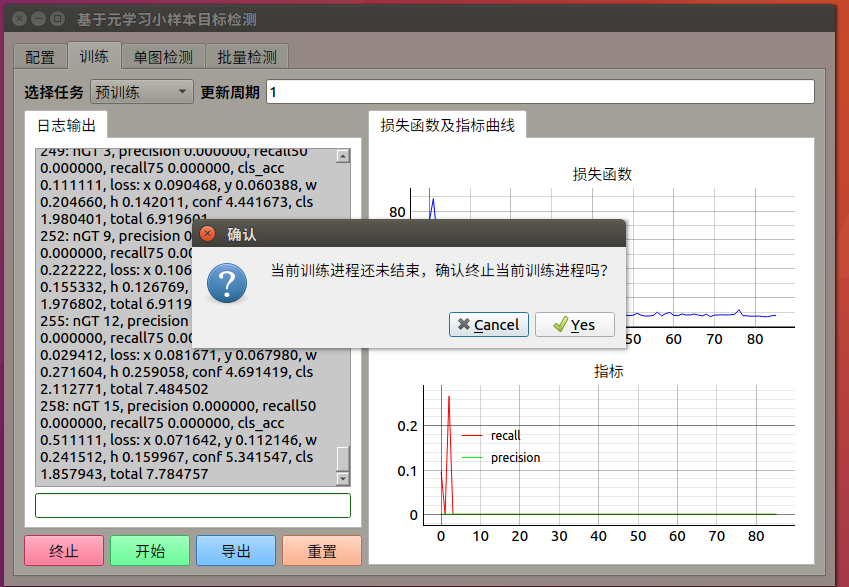 基于元学习小样本目标检测
配置 训练 单图检测 批量检测
选择任务 预训练 更新周期 1
日志输出
249: nGT 3, precision 0.000000, recall50
0.000000, recall75 0.000000, cls_acc
0.111111, loss: x 0.090468, y 0.060388, w
0.204660, h 0.142011, conf 4.441673, cls
1.980401, total 6.919601
252: nGT 9, precision 0
0.000000, recall75 0.00
0.222222, loss: x 0.106
0.155332, h 0.126769,
1.976802, total 6.9119
255: nGT 12, precision
0.000000, recall75 0.00
0.029412, loss: x 0.081671, y 0.067980, w
0.271604, h 0.259058, conf 4.691419, cls
2.112771, total 7.484502
258: nGT 15, precision 0.000000, recall50
0.000000, recall75 0.000000, cls_acc
0.511111, loss: x 0.071642, y 0.112146, w
0.241512, h 0.159967, conf 5.341547, cls
1.857943, total 7.784757
终止 开始 导出 重置
损失函数及指标曲线
损失函数
80
50 60 70 80
指标
0.2
0.1
0
recall
precision
0 10 20 30 40 50 60 70 80
确认
当前训练进程还未结束，确认终止当前训练进程吗？
Cancel Yes